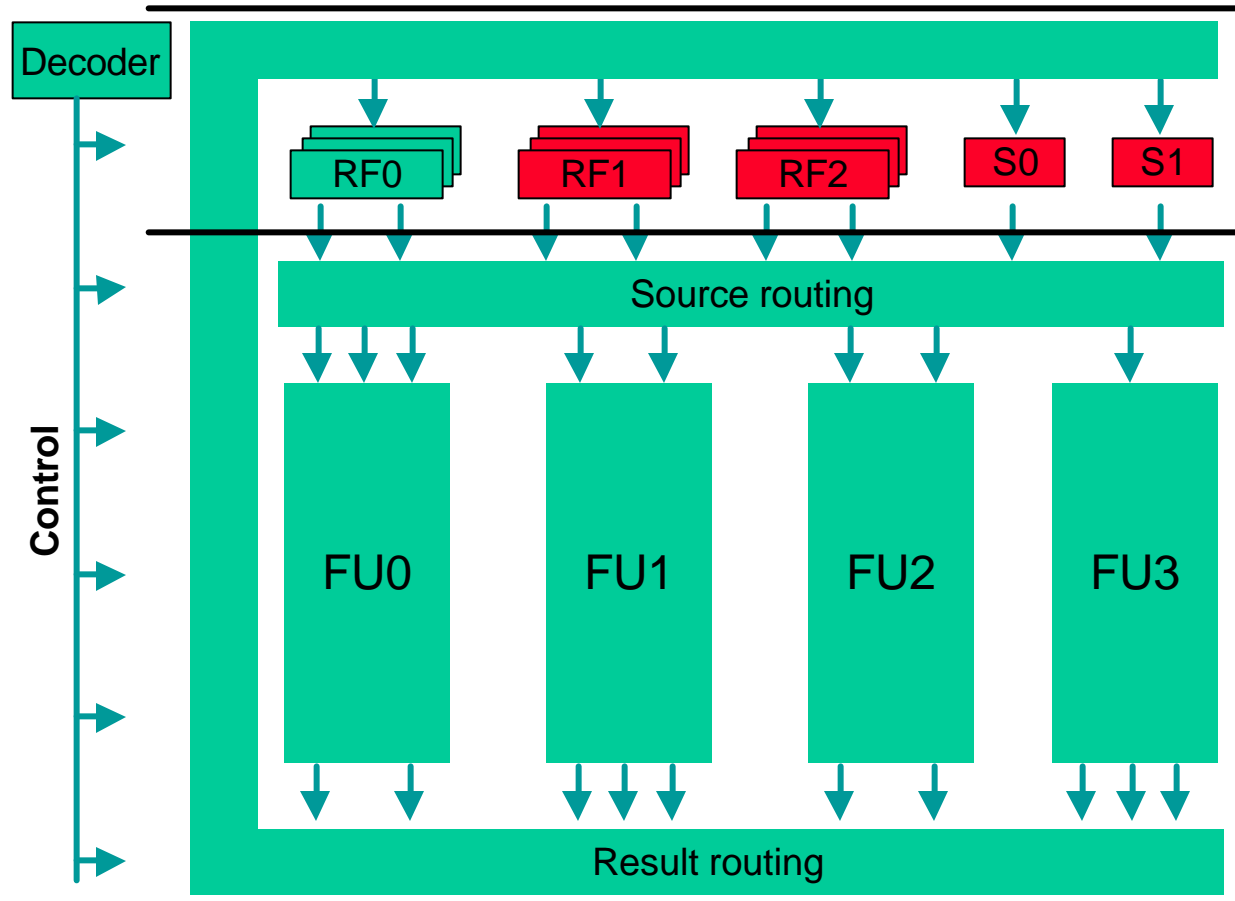 Decoder
RF0
RF1
RF2
S0
S1
Source routing
Control
FU0
FU1
FU2
FU3
Result routing